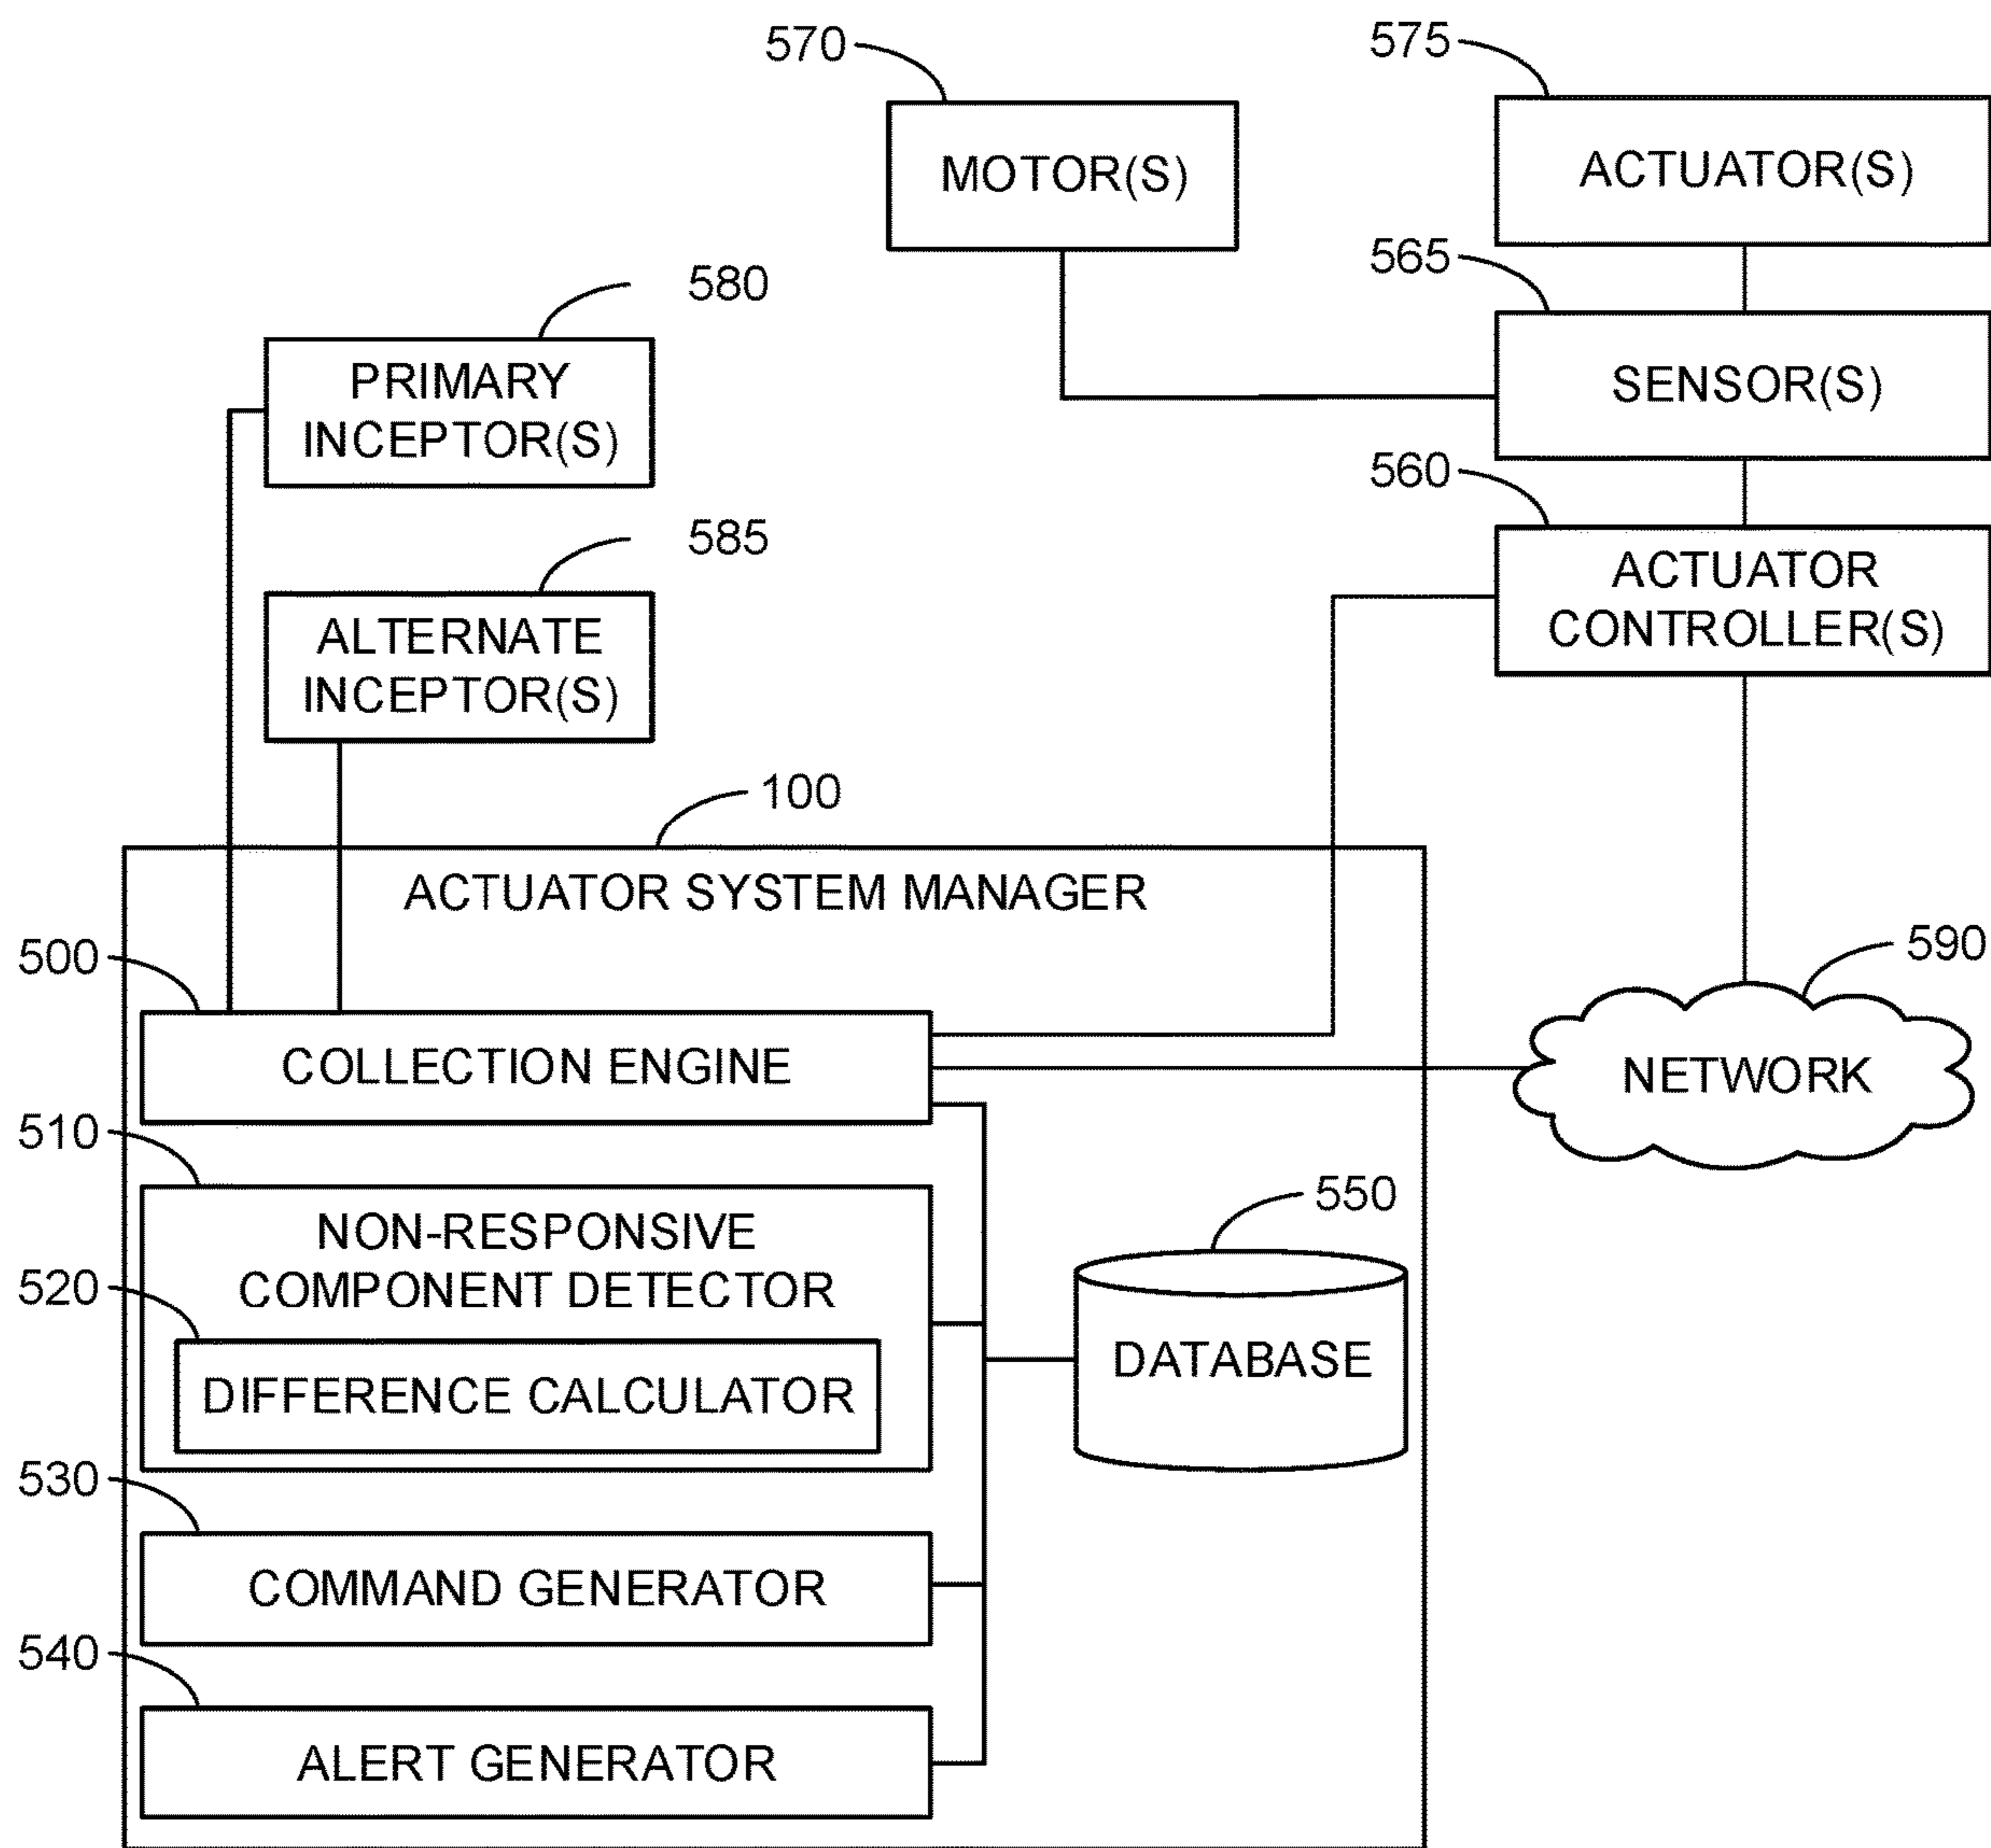 570
575
MOTOR(S)
ACTUATOR(S)
565
580
PRIMARY
INCEPTOR(S)
SENSOR(S)
560
585
ALTERNATE
INCEPTOR(S)
ACTUATOR
CONTROLLER(S)
100
ACTUATOR SYSTEM MANAGER
500
590
COLLECTION ENGINE
NETWORK
510
550
NON-RESPONSIVE
COMPONENT DETECTOR
520
DATABASE
DIFFERENCE CALCULATOR
530
COMMAND GENERATOR
540
ALERT GENERATOR